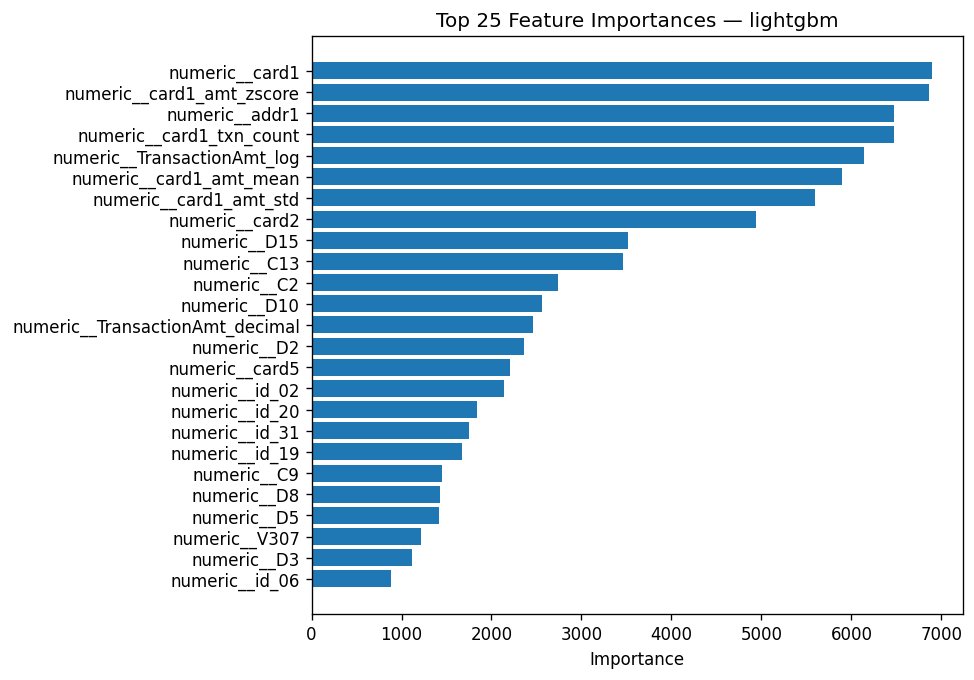 Top 25 Feature Importances — lightgbm
numeric__card1
numeric__card1_amt_zscore
numeric__addr1
numeric__card1_txn_count
numeric__TransactionAmt_log
numeric__card1_amt_mean
numeric__card1_amt_std
numeric__card2
numeric__D15
numeric__C13
numeric__C2
numeric__D10
numeric__TransactionAmt_decimal
numeric__D2
numeric__card5
numeric__id_02
numeric__id_20
numeric__id_31
numeric__id_19
numeric__C9
numeric__D8
numeric__D5
numeric__V307
numeric__D3
numeric__id_06
0 1000 2000 3000 4000 5000 6000 7000
Importance